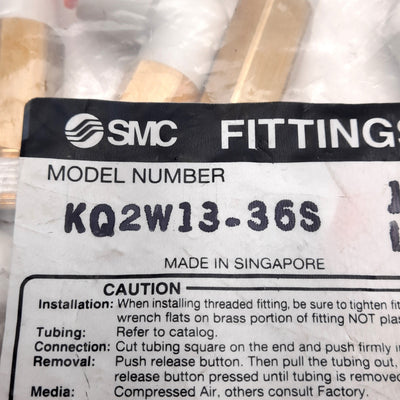 SMC FITTINGS
MODEL NUMBER
KQ2W13-36S
MADE IN SINGAPORE
CAUTION
Installation: When installing threaded fitting, be sure to tighten
wrench flats on brass portion of fitting NOT
Tubing: Refer to catalog.
Connection: Cut tubing square on the end and push firmly
Removal: Push release button. Then pull the tubing out,
release button pressed until tubing is removed
Media: Compressed Air, others consult Factory.